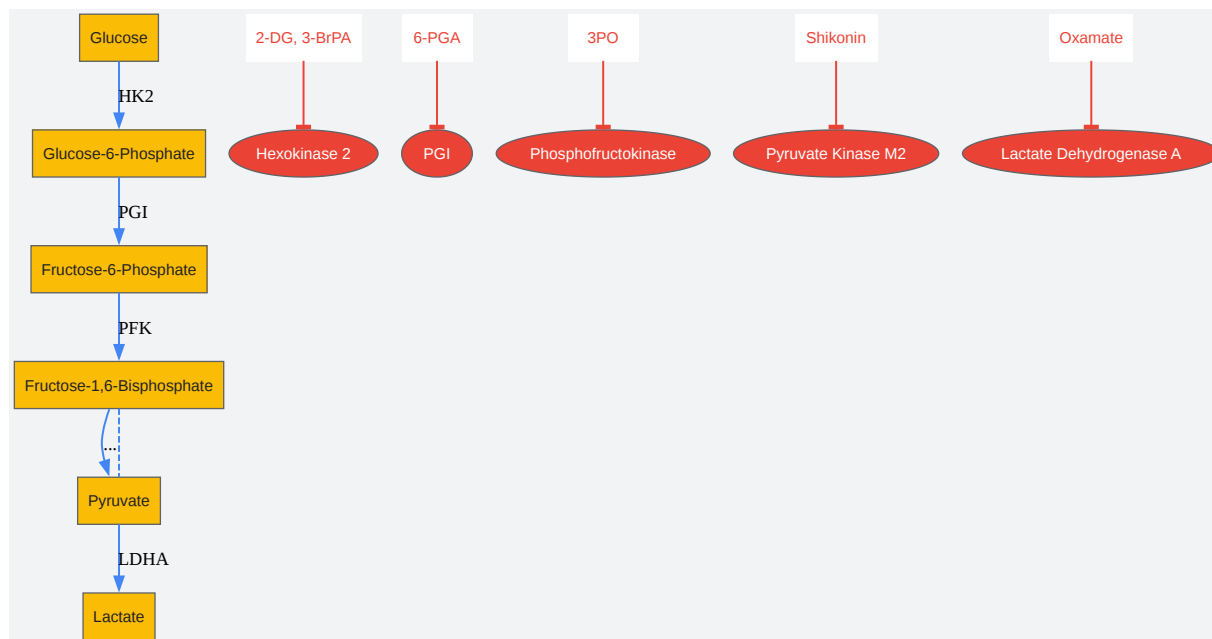 Glucose
2-DG, 3-BrPA
6-PGA
3PO
Shikonin
Oxamate
HK2
Glucose-6-Phosphate
Hexokinase 2
PGI
Phosphofructokinase
Pyruvate Kinase M2
Lactate Dehydrogenase A
PGI
Fructose-6-Phosphate
PFK
Fructose-1,6-Bisphosphate
...
Pyruvate
LDHA
Lactate